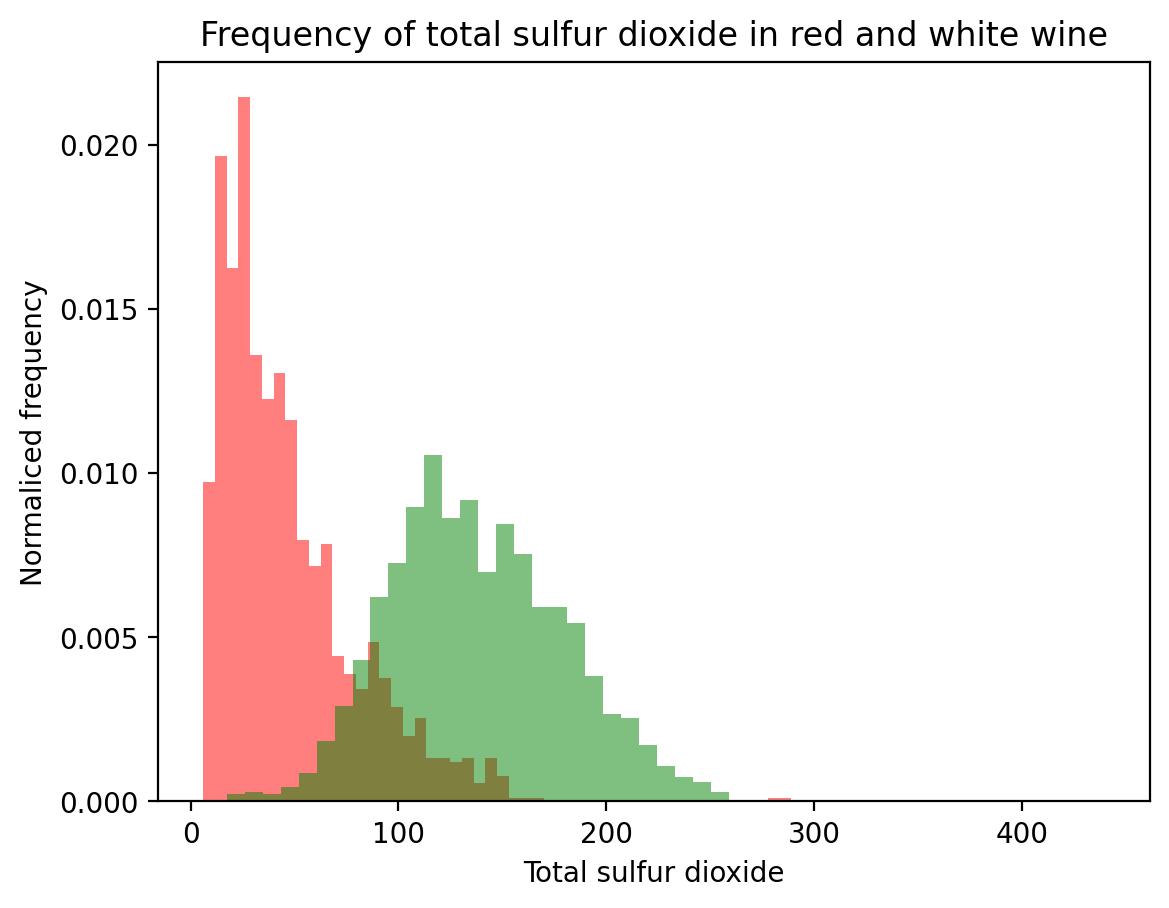 Frequency of total sulfur dioxide in red and white wine
Normaliced frequency
0.020
0.015
0.010
0.005
0.000
0 100 200 300 400
Total sulfur dioxide